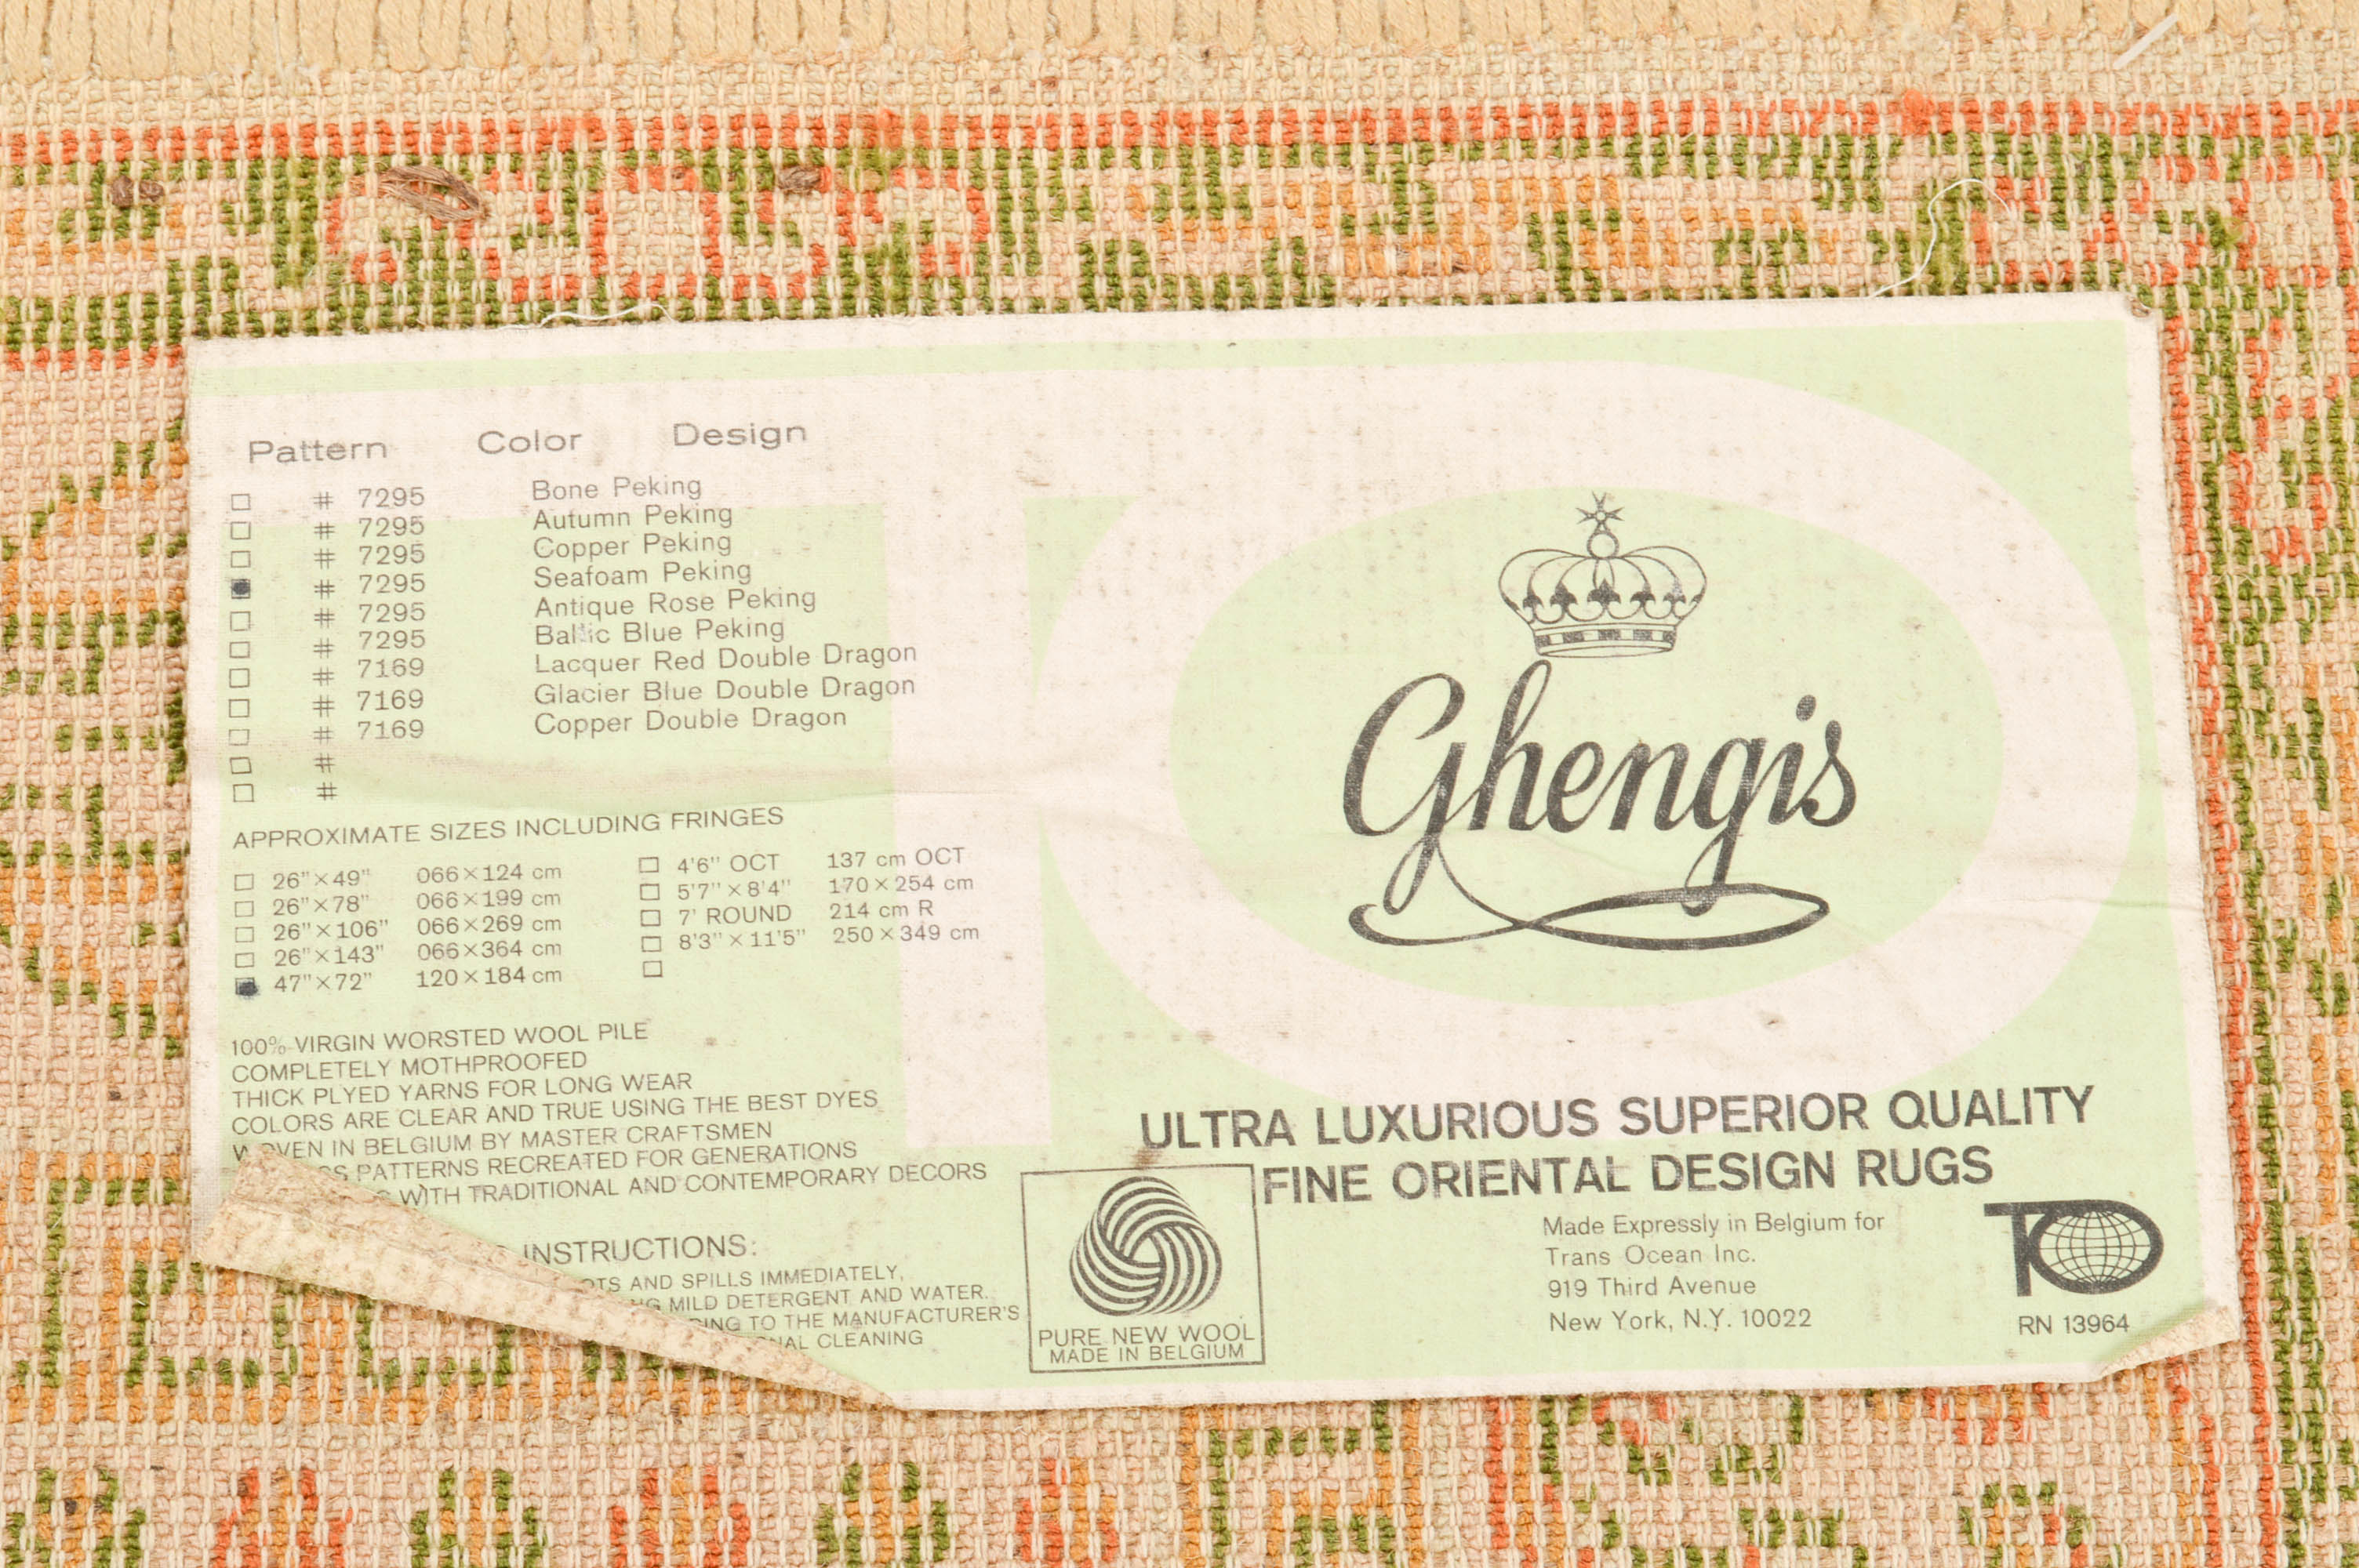 Pattern Color Design
# 7295 Bone Peking
# 7295 Autumn Peking
# 7295 Copper Peking
# 7295 Seafoam Peking
# 7295 Antique Rose Peking
# 7295 Baltic Blue Peking
# 7169 Lacquer Red Double Dragon
# 7169 Glacier Blue Double Dragon
# 7169 Copper Double Dragon
#
#
APPROXIMATE SIZES INCLUDING FRINGES
26"×49" 066×124 cm
26"×78" 066×199 cm
26"×106" 066×269 cm
26"×143" 066×364 cm
47"×72" 120×184 cm
4'6" OCT 137 cm OCT
5'7"×8'4" 170×254 cm
7' ROUND 214 cm R
8'3"×11'5" 250×349 cm
100% VIRGIN WORSTED WOOL PILE
COMPLETELY MOTHPROOFED
THICK PLYED YARNS FOR LONG WEAR
COLORS ARE CLEAR AND TRUE USING THE BEST DYES
WOVEN IN BELGIUM BY MASTER CRAFTSMEN
PATTERNS RECREATED FOR GENERATIONS
WITH TRADITIONAL AND CONTEMPORARY DECORS
INSTRUCTIONS:
AND SPILLS IMMEDIATELY,
MILD DETERGENT AND WATER.
TO THE MANUFACTURER'S
CLEANING
TO
Ghengis
ULTRA LUXURIOUS SUPERIOR QUALITY
FINE ORIENTAL DESIGN RUGS
PURE NEW WOOL
MADE IN BELGIUM
Made Expressly in Belgium for
Trans Ocean Inc.
919 Third Avenue
New York, N.Y. 10022
TO
RN 13964